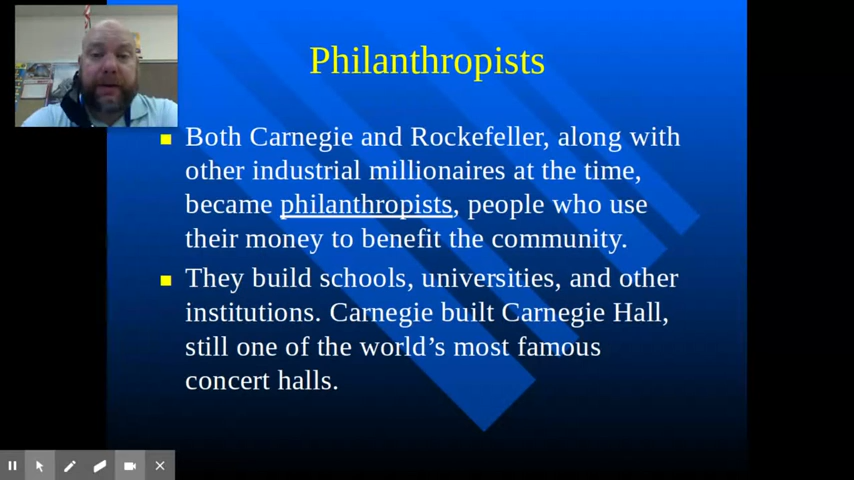 Philanthropists
Both Carnegie and Rockefeller, along with
other industrial millionaires at the time,
became philanthropists, people who use
their money to benefit the community.
They build schools, universities, and other
institutions. Carnegie built Carnegie Hall,
still one of the world’s most famous
concert halls.